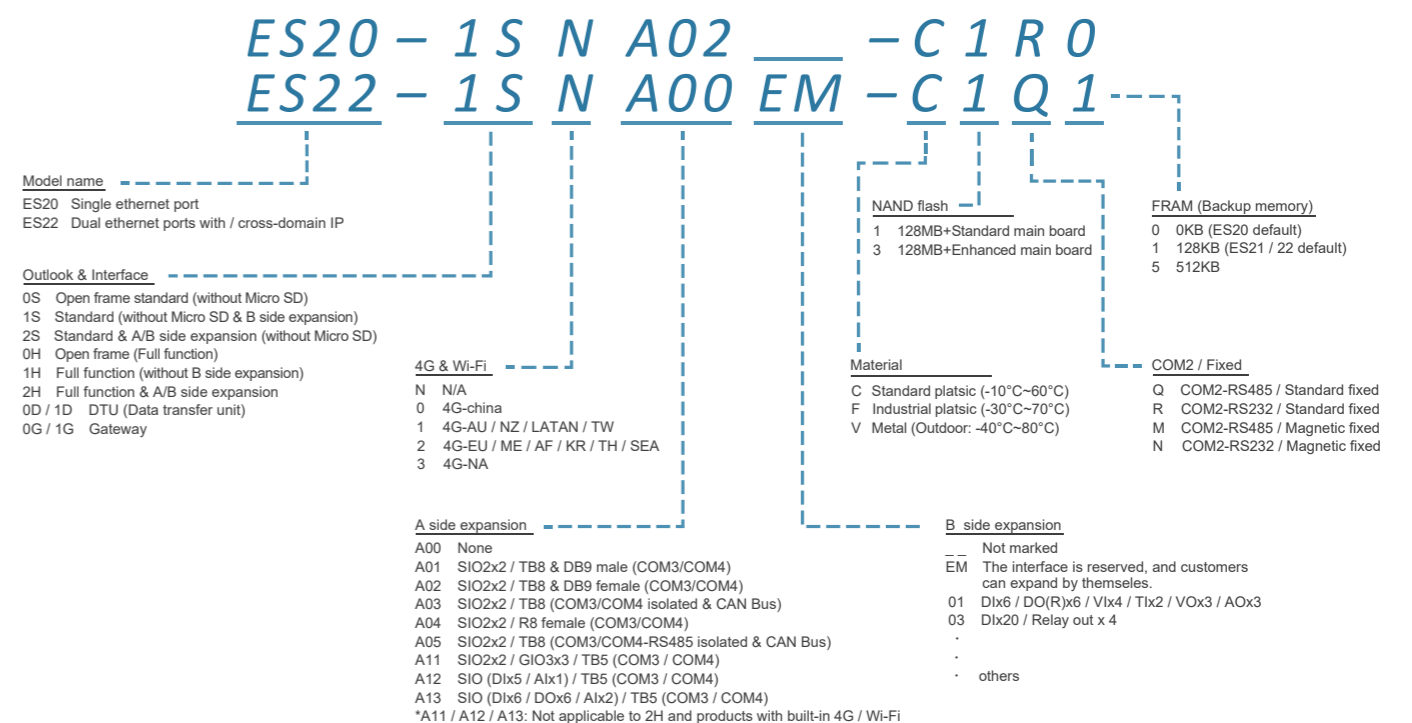 ES20 – 1S N A02 __ – C 1 R 0
ES22 – 1S N A00 EM – C 1 Q 1
Model name
ES20 Single ethernet port
ES22 Dual ethernet ports with / cross-domain IP
Outlook & Interface
0S Open frame standard (without Micro SD)
1S Standard (without Micro SD & B side expansion)
2S Standard & A/B side expansion (without Micro SD)
0H Open frame (Full function)
1H Full function (without B side expansion)
2H Full function & A/B side expansion
0D / 1D DTU (Data transfer unit)
0G / 1G Gateway
4G & Wi-Fi
N N/A
0 4G-china
1 4G-AU / NZ / LATAN / TW
2 4G-EU / ME / AF / KR / TH / SEA
3 4G-NA
A side expansion
A00 None
A01 SIO2x2 / TB8 & DB9 male (COM3/COM4)
A02 SIO2x2 / TB8 & DB9 female (COM3/COM4)
A03 SIO2x2 / TB8 (COM3/COM4 isolated & CAN Bus)
A04 SIO2x2 / R8 female (COM3/COM4)
A05 SIO2x2 / TB8 (COM3/COM4-RS485 isolated & CAN Bus)
A11 SIO2x2 / GIO3x3 / TB5 (COM3 / COM4)
A12 SIO (DIx5 / AIx1) / TB5 (COM3 / COM4)
A13 SIO (DIx6 / DOx6 / AIx2) / TB5 (COM3 / COM4)
*A11 / A12 / A13: Not applicable to 2H and products with built-in 4G / Wi-Fi
NAND flash
1 128MB+Standard main board
3 128MB+Enhanced main board
FRAM (Backup memory)
0 0KB (ES20 default)
1 128KB (ES21 / 22 default)
5 512KB
Material
C Standard platsic (-10°C~60°C)
F Industrial platsic (-30°C~70°C)
V Metal (Outdoor: -40°C~80°C)
COM2 / Fixed
Q COM2-RS485 / Standard fixed
R COM2-RS232 / Standard fixed
M COM2-RS485 / Magnetic fixed
N COM2-RS232 / Magnetic fixed
B side expansion
_ _ Not marked
EM The interface is reserved, and customers
can expand by themseles.
01 DIx6 / DO(R)x6 / VIx4 / TIx2 / VOx3 / AOx3
03 DIx20 / Relay out x 4
·
·
· others